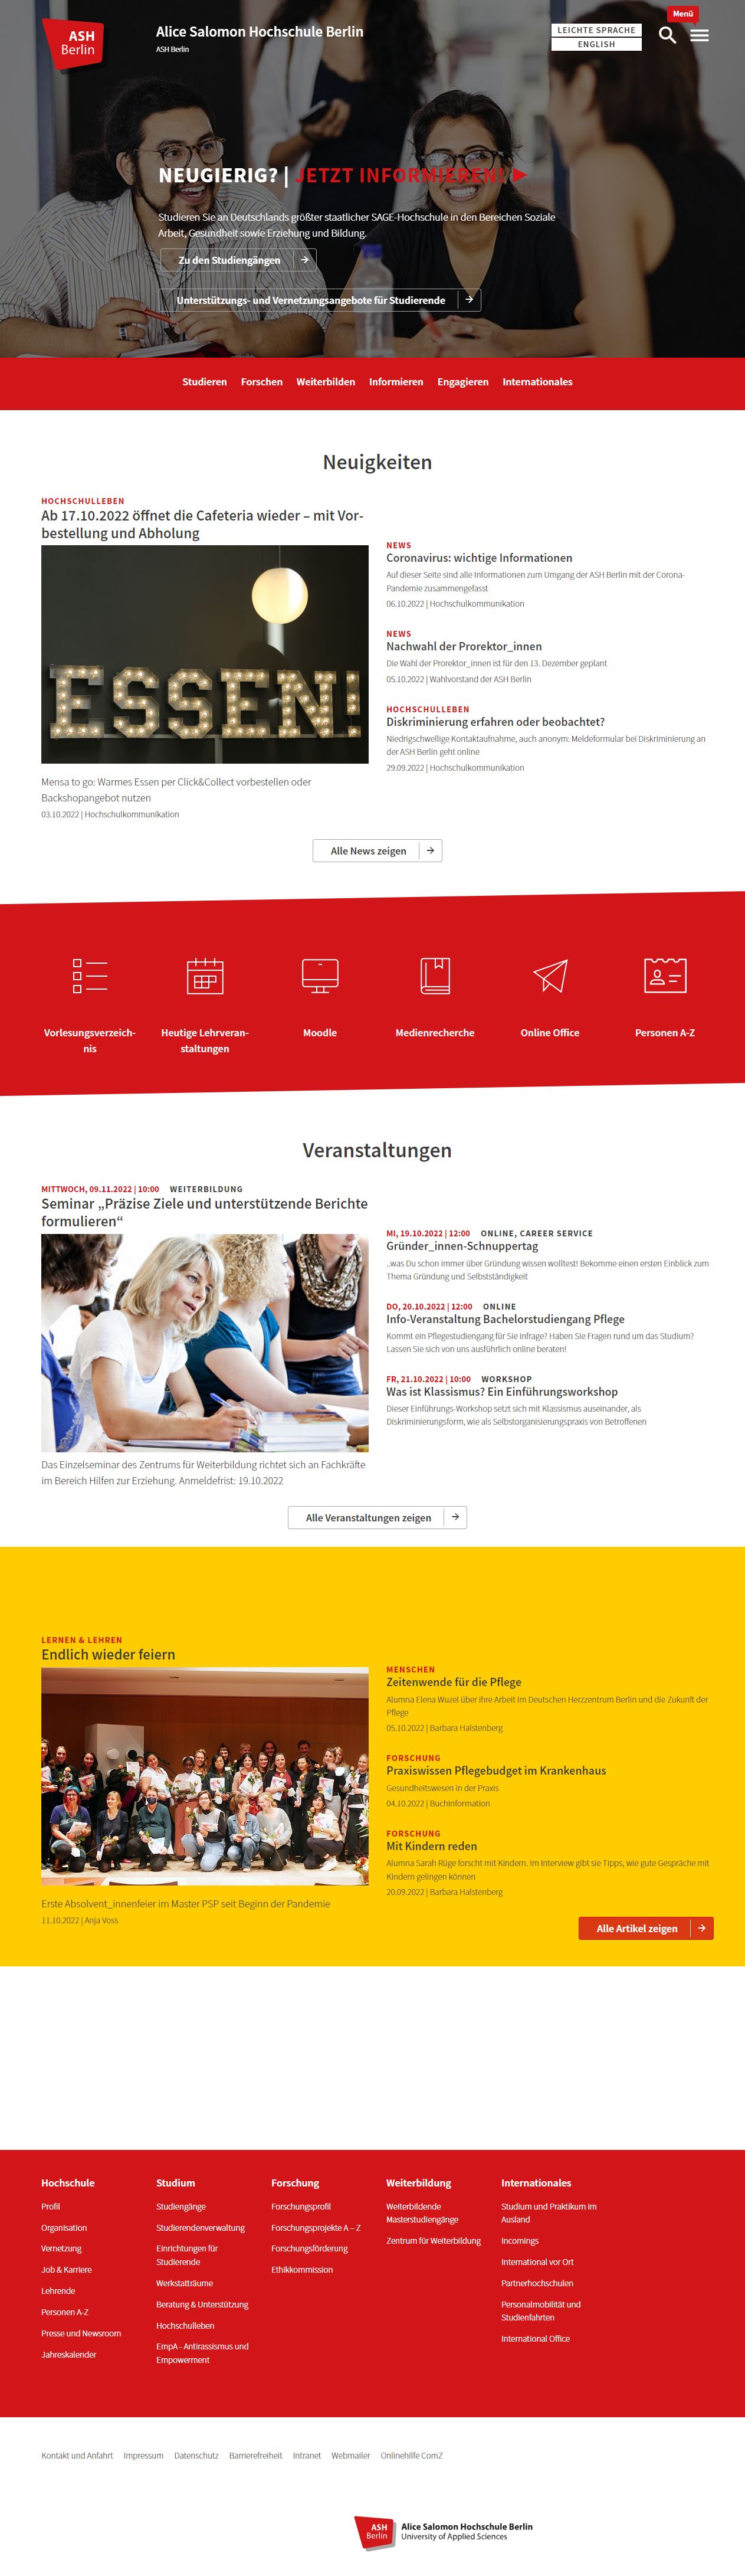 ASH
Berlin
Alice Salomon Hochschule Berlin
ASH Berlin
LEICHTE SPRACHE
ENGLISH
Menü
NEUGIERIG? | JETZT INFORMIEREN!
Studieren Sie an Deutschlands größter staatlicher SAGE-Hochschule in den Bereichen Soziale
Arbeit, Gesundheit sowie Erziehung und Bildung.
Zu den Studiengängen
Unterstützungs- und Vernetzungsangebote für Studierende
Studieren Forschen Weiterbilden Informieren Engagieren Internationales
Neuigkeiten
HOCHSCHULLEBEN
Ab 17.10.2022 öffnet die Cafeteria wieder – mit Vor-
bestellung und Abholung
ESSEN!
Mensa to go: Warmes Essen per Click&Collect vorbestellen oder
Backshopangebot nutzen
03.10.2022 | Hochschulkommunikation
NEWS
Coronavirus: wichtige Informationen
Auf dieser Seite sind alle Informationen zum Umgang der ASH Berlin mit der Corona-
Pandemie zusammengefasst
06.10.2022 | Hochschulkommunikation
NEWS
Nachwahl der Prorektor_innen
Die Wahl der Prorektor_innen ist für den 13. Dezember geplant
05.10.2022 | Wahlvorstand der ASH Berlin
HOCHSCHULLEBEN
Diskriminierung erfahren oder beobachtet?
Niedrigschwellige Kontaktaufnahme, auch anonym: Meldeformular bei Diskriminierung an
der ASH Berlin geht online
29.09.2022 | Hochschulkommunikation
Alle News zeigen
Vorlesungsverzeich-
nis
Heutige Lehrveran-
staltungen
Moodle
Medienrecherche
Online Office
Personen A-Z
Veranstaltungen
MITTWOCH, 09.11.2022 | 10:00 WEITERBILDUNG
Seminar „Präzise Ziele und unterstützende Berichte
formulieren“
Das Einzelseminar des Zentrums für Weiterbildung richtet sich an Fachkräfte
im Bereich Hilfen zur Erziehung. Anmeldefrist: 19.10.2022
MI, 19.10.2022 | 12:00 ONLINE, CAREER SERVICE
Gründer_innen-Schnuppertag
..was Du schon immer über Gründung wissen wolltest! Bekomme einen ersten Einblick zum
Thema Gründung und Selbstständigkeit
DO, 20.10.2022 | 12:00 ONLINE
Info-Veranstaltung Bachelorstudiengang Pflege
Kommt ein Pflegestudiengang für Sie infrage? Haben Sie Fragen rund um das Studium?
Lassen Sie sich von uns ausführlich online beraten!
FR, 21.10.2022 | 10:00 WORKSHOP
Was ist Klassismus? Ein Einführungsworkshop
Dieser Einführungs-Workshop setzt sich mit Klassismus auseinander, als
Diskriminierungsform, wie als Selbstorganisierungspraxis von Betroffenen
Alle Veranstaltungen zeigen
LERNEN & LEHREN
Endlich wieder feiern
Erste Absolvent_innenfeier im Master PSP seit Beginn der Pandemie
11.10.2022 | Anja Voss
MENSCHEN
Zeitenwende für die Pflege
Alumna Elena Wuzel über ihre Arbeit im Deutschen Herzzentrum Berlin und die Zukunft der
Pflege
05.10.2022 | Barbara Halstenberg
FORSCHUNG
Praxiswissen Pflegebudget im Krankenhaus
Gesundheitswesen in der Praxis
04.10.2022 | Buchinformation
FORSCHUNG
Mit Kindern reden
Alumna Sarah Rüge forscht mit Kindern. Im Interview gibt sie Tipps, wie gute Gespräche mit
Kindern gelingen können
20.09.2022 | Barbara Halstenberg
Alle Artikel zeigen
Hochschule
Profil
Organisation
Vernetzung
Job & Karriere
Lehrende
Personen A-Z
Presse und Newsroom
Jahreskalender
Studium
Studiengänge
Studierendenverwaltung
Einrichtungen für
Studierende
Werkstatträume
Beratung & Unterstützung
Hochschulleben
EmpA - Antirassismus und
Empowerment
Forschung
Forschungsprofil
Forschungsprojekte A – Z
Forschungsförderung
Ethikkommission
Weiterbildung
Weiterbildende
Masterstudiengänge
Zentrum für Weiterbildung
Internationales
Studium und Praktikum im
Ausland
Incomings
International vor Ort
Partnerhochschulen
Personalmobilität und
Studienfahrten
International Office
Kontakt und Anfahrt Impressum Datenschutz Barrierefreiheit Intranet Webmailer Onlinehilfe ComZ
ASH
Berlin
Alice Salomon Hochschule Berlin
University of Applied Sciences